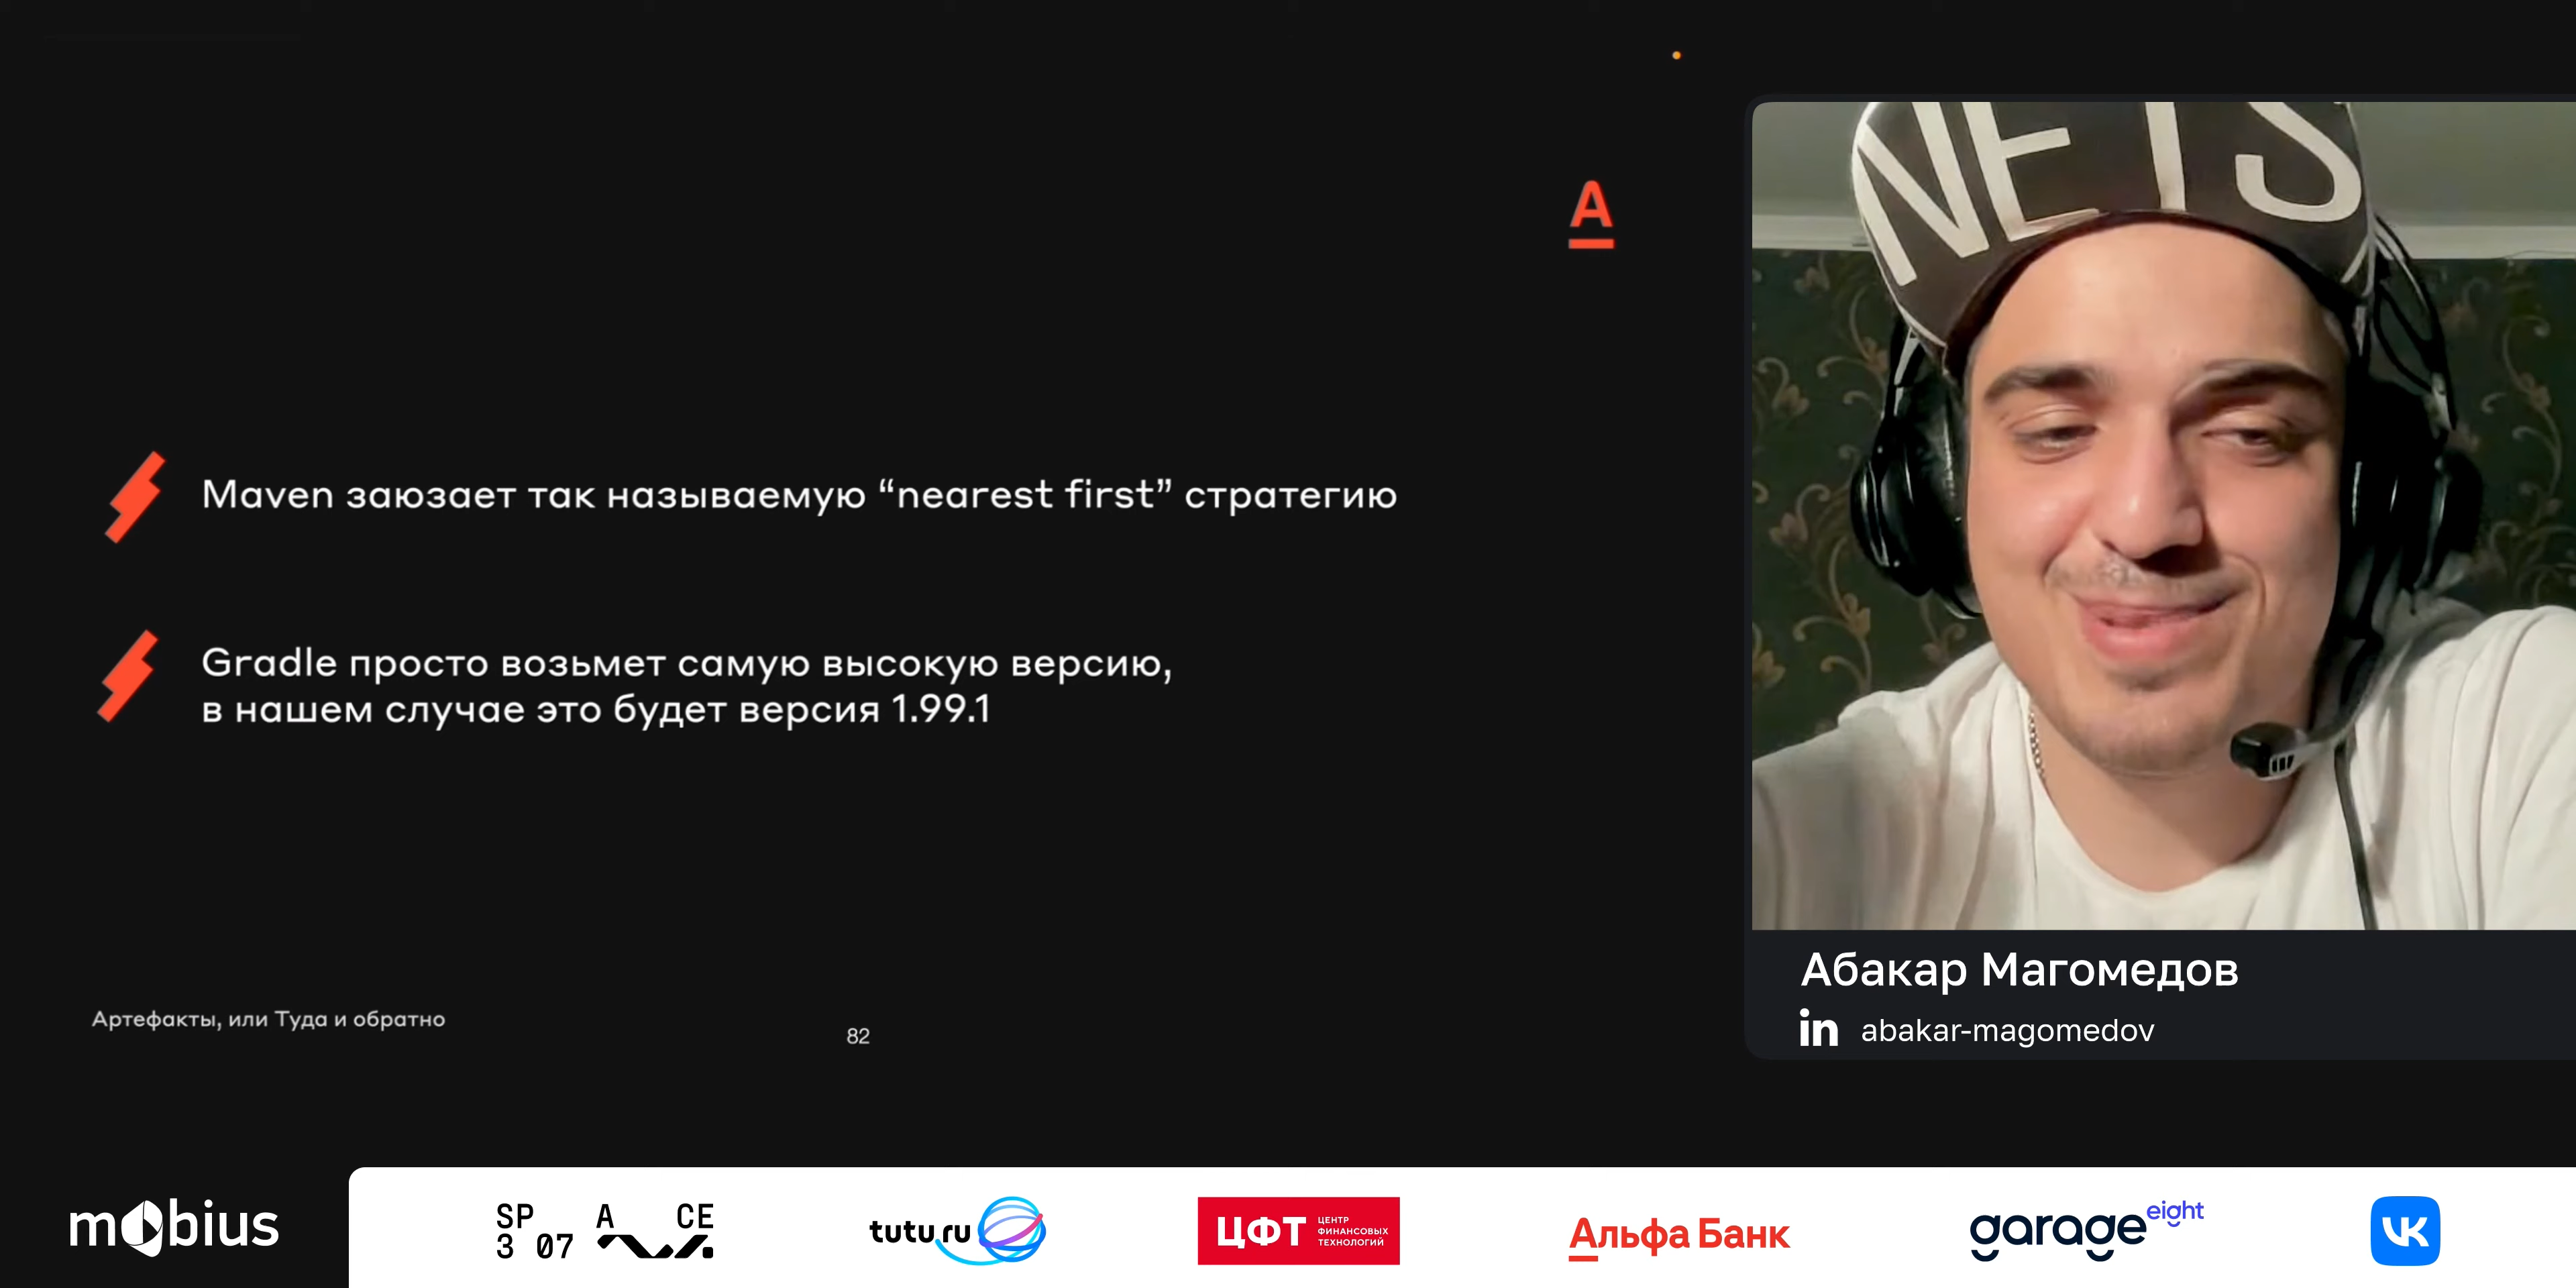 NETS
A
Maven заюзает так называемую “nearest first” стратегию
Gradle просто возьмет самую высокую версию,
в нашем случае это будет версия 1.99.1
Артефакты, или Туда и обратно
82
Абакар Магомедов
in abakar-magomedov
mobius
SP A CE
3 07
tutu.ru
ЦФТ
ЦЕНТР
ФИНАНСОВЫХ
ТЕХНОЛОГИЙ
Альфа Банк
garage eight
VK